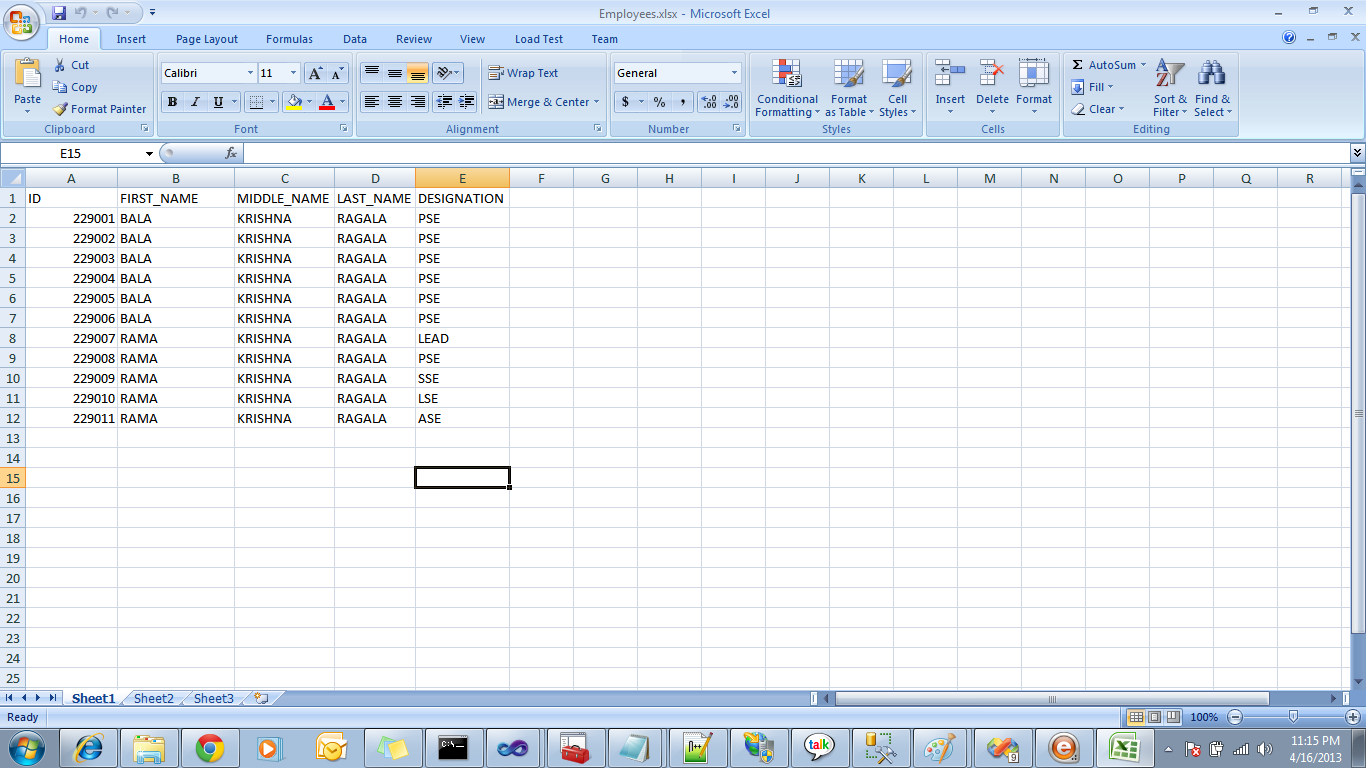 Employees.xlsx - Microsoft Excel
Home Insert Page Layout Formulas Data Review View Load Test Team
Paste Cut Copy Format Painter Clipboard
Calibri 11 A A B I U A Font
Wrap Text Merge & Center Alignment
General $ % , .00 .0 Number
Conditional Formatting Format as Table Cell Styles Styles
Insert Delete Format Cells
Σ AutoSum Fill Clear Sort & Filter Find & Select Editing
E15 fx
A B C D E F G H I J K L M N O P Q R
1 ID FIRST_NAME MIDDLE_NAME LAST_NAME DESIGNATION
2 229001 BALA KRISHNA RAGALA PSE
3 229002 BALA KRISHNA RAGALA PSE
4 229003 BALA KRISHNA RAGALA PSE
5 229004 BALA KRISHNA RAGALA PSE
6 229005 BALA KRISHNA RAGALA PSE
7 229006 BALA KRISHNA RAGALA PSE
8 229007 RAMA KRISHNA RAGALA LEAD
9 229008 RAMA KRISHNA RAGALA PSE
10 229009 RAMA KRISHNA RAGALA SSE
11 229010 RAMA KRISHNA RAGALA LSE
12 229011 RAMA KRISHNA RAGALA ASE
13
14
15
16
17
18
19
20
21
22
23
24
25
Sheet1 Sheet2 Sheet3
Ready 100%
C:\ talk 9 11:15 PM
4/16/2013